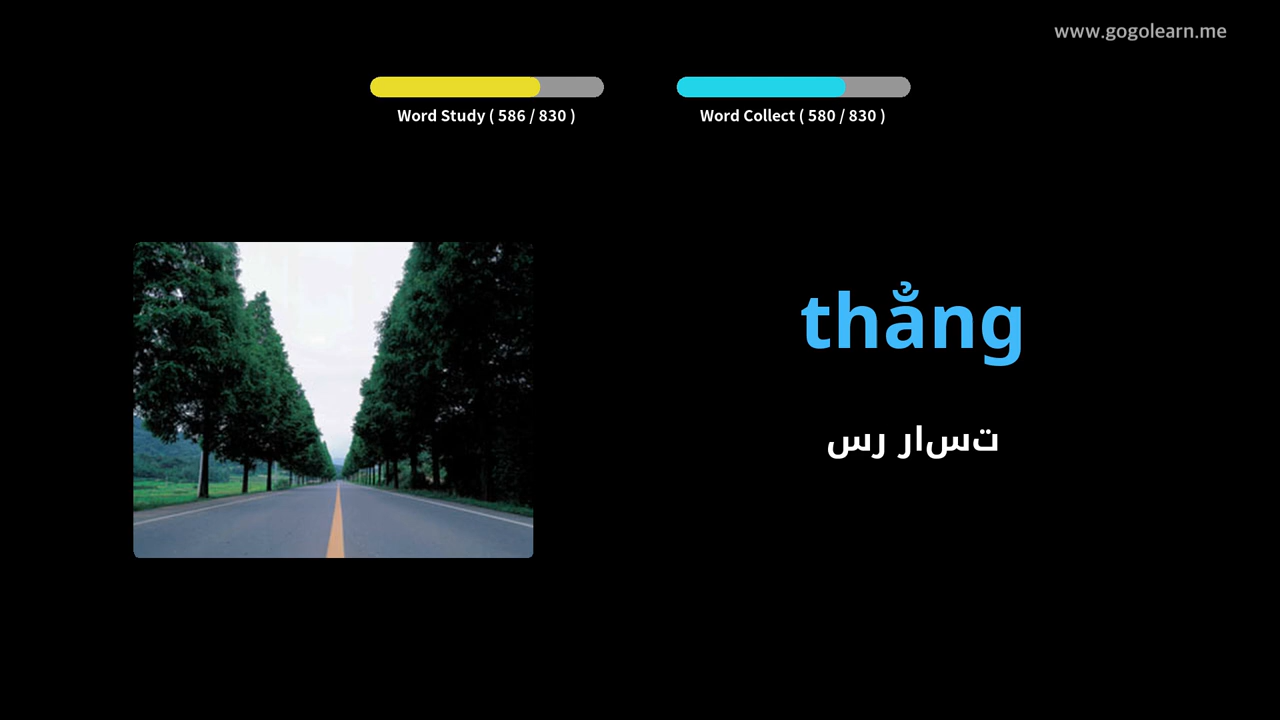 www.gogolearn.me
Word Study ( 586 / 830 )
Word Collect ( 580 / 830 )
thẳng
تسار رس